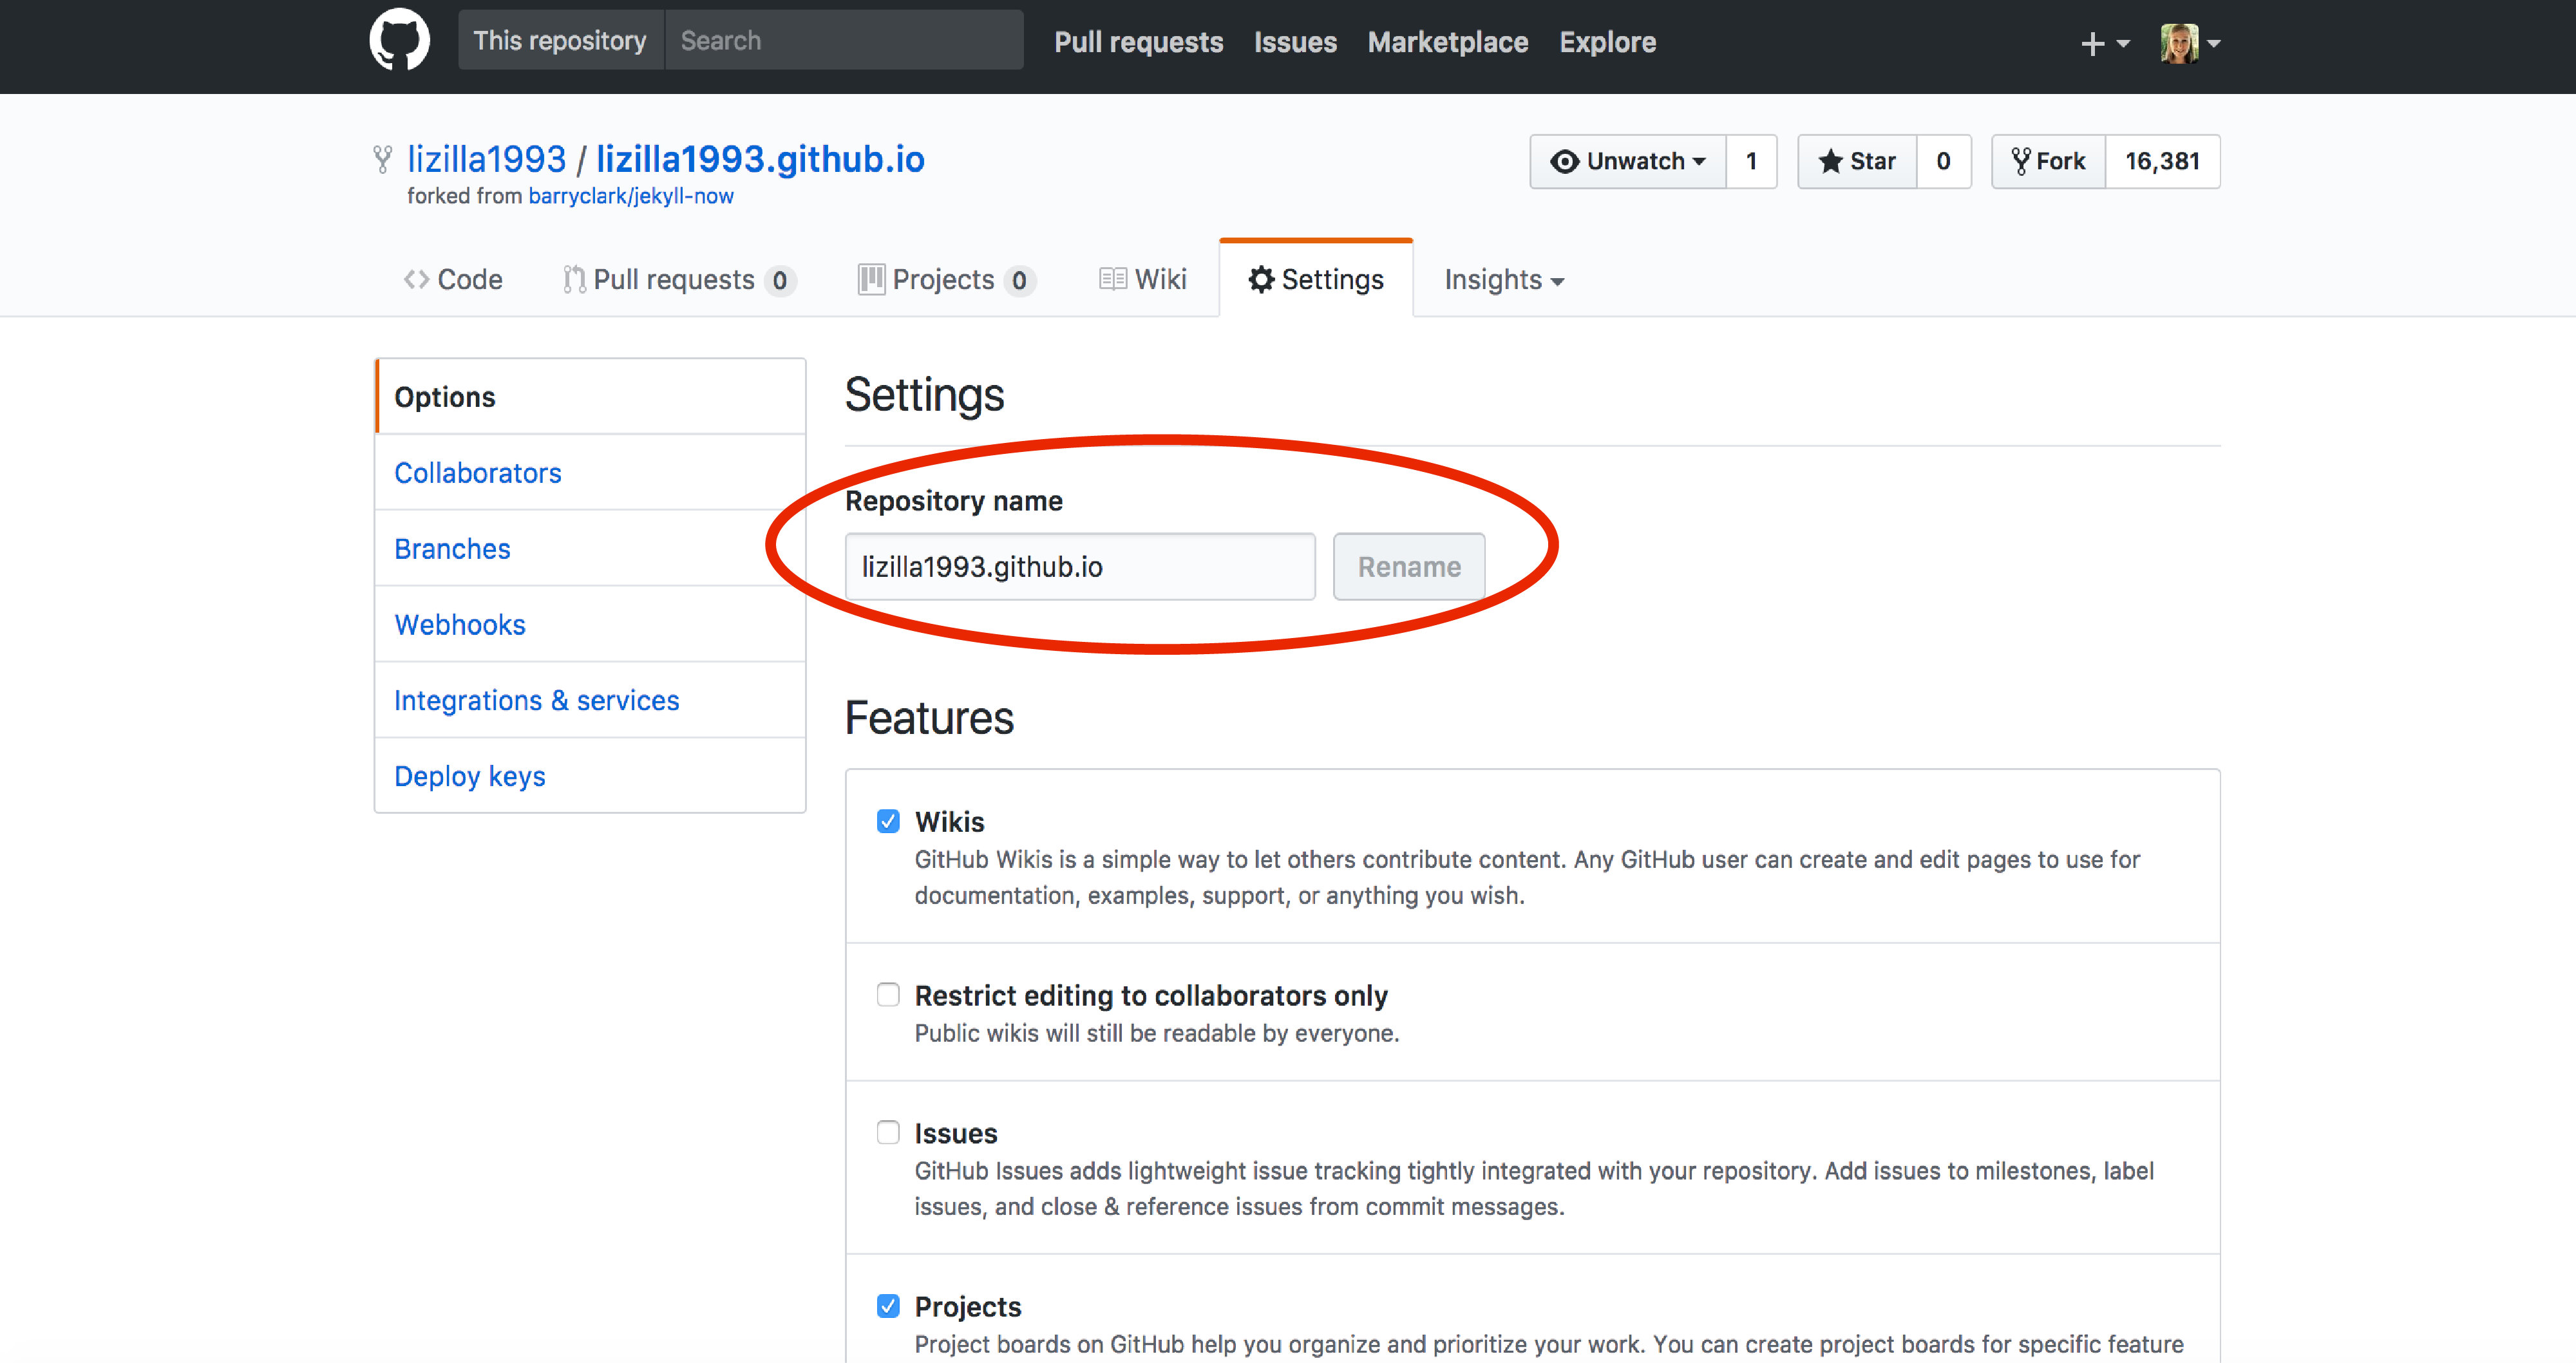 This repository Search Pull requests Issues Marketplace Explore
lizilla1993 / lizilla1993.github.io
forked from barryclark/jekyll-now
Unwatch 1 Star 0 Fork 16,381
Code Pull requests 0 Projects 0 Wiki Settings Insights
Options
Collaborators
Branches
Webhooks
Integrations & services
Deploy keys
Settings
Repository name
lizilla1993.github.io Rename
Features
Wikis
GitHub Wikis is a simple way to let others contribute content. Any GitHub user can create and edit pages to use for
documentation, examples, support, or anything you wish.
Restrict editing to collaborators only
Public wikis will still be readable by everyone.
Issues
GitHub Issues adds lightweight issue tracking tightly integrated with your repository. Add issues to milestones, label
issues, and close & reference issues from commit messages.
Projects
Project boards on GitHub help you organize and prioritize your work. You can create project boards for specific feature